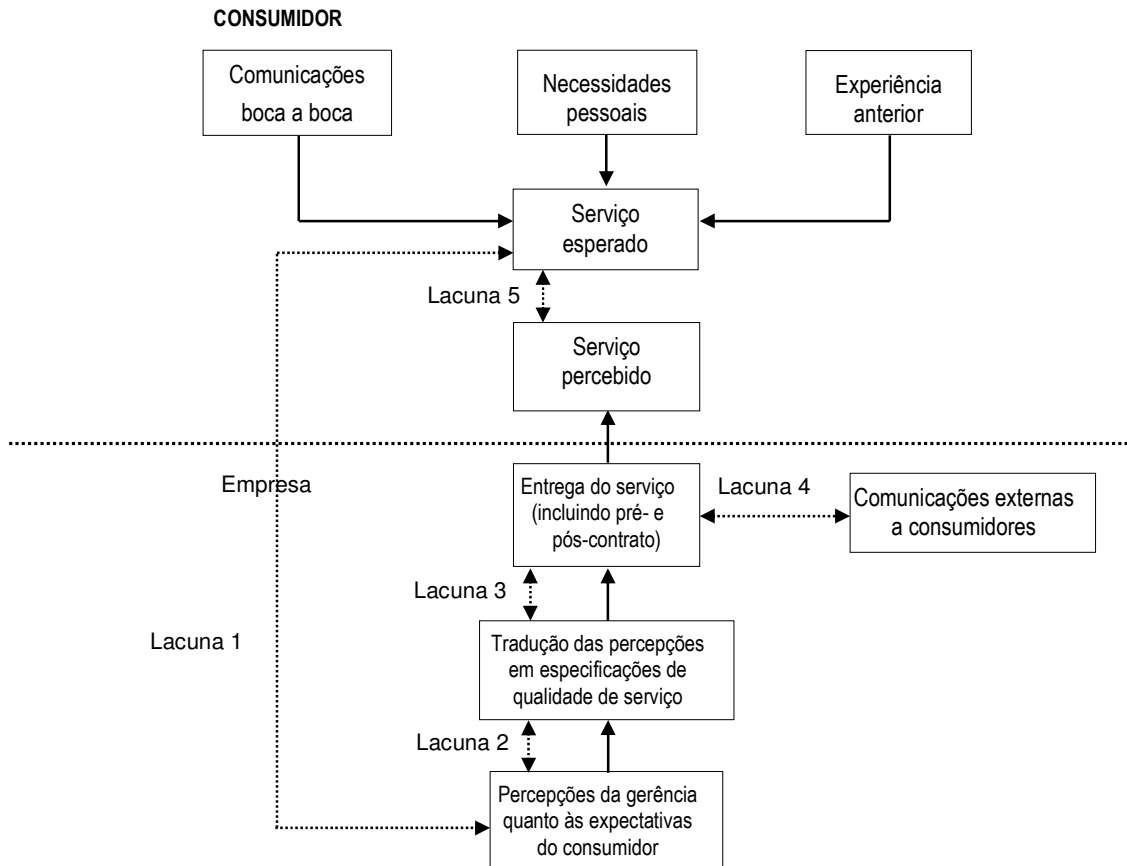 CONSUMIDOR
Comunicações
boca a boca
Necessidades
pessoais
Experiência
anterior
Serviço
esperado
Lacuna 5
Serviço
percebido
Empresa
Entrega do serviço
(incluindo pré- e
pós-contrato)
Lacuna 4
Comunicações externas
a consumidores
Lacuna 3
Lacuna 1
Tradução das percepções
em especificações de
qualidade de serviço
Lacuna 2
Percepções da gerência
quanto às expectativas
do consumidor